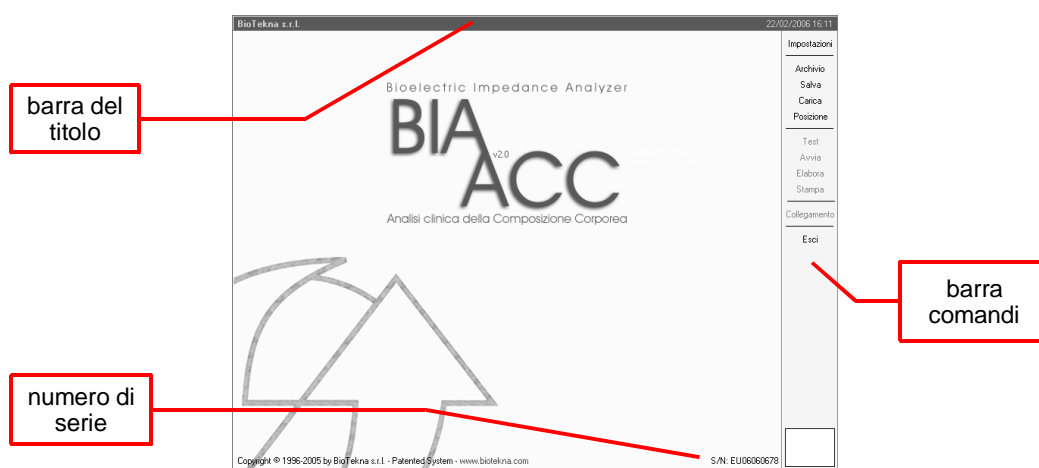 BioTekna s.r.l.
22/02/2006 16:11
barra del
titolo
Bioelectric Impedance Analyzer
BIA
v2.0
ACC
Analisi clinica della Composizione Corporea
Impostazioni
Archivio
Salva
Carica
Posizione
Test
Avvia
Elabora
Stampa
Collegamento
Esci
barra
comandi
numero di
serie
Copyright © 1996-2005 by BioTekna s.r.l. - Patented System - www.biotekna.com
S/N: EU06060678